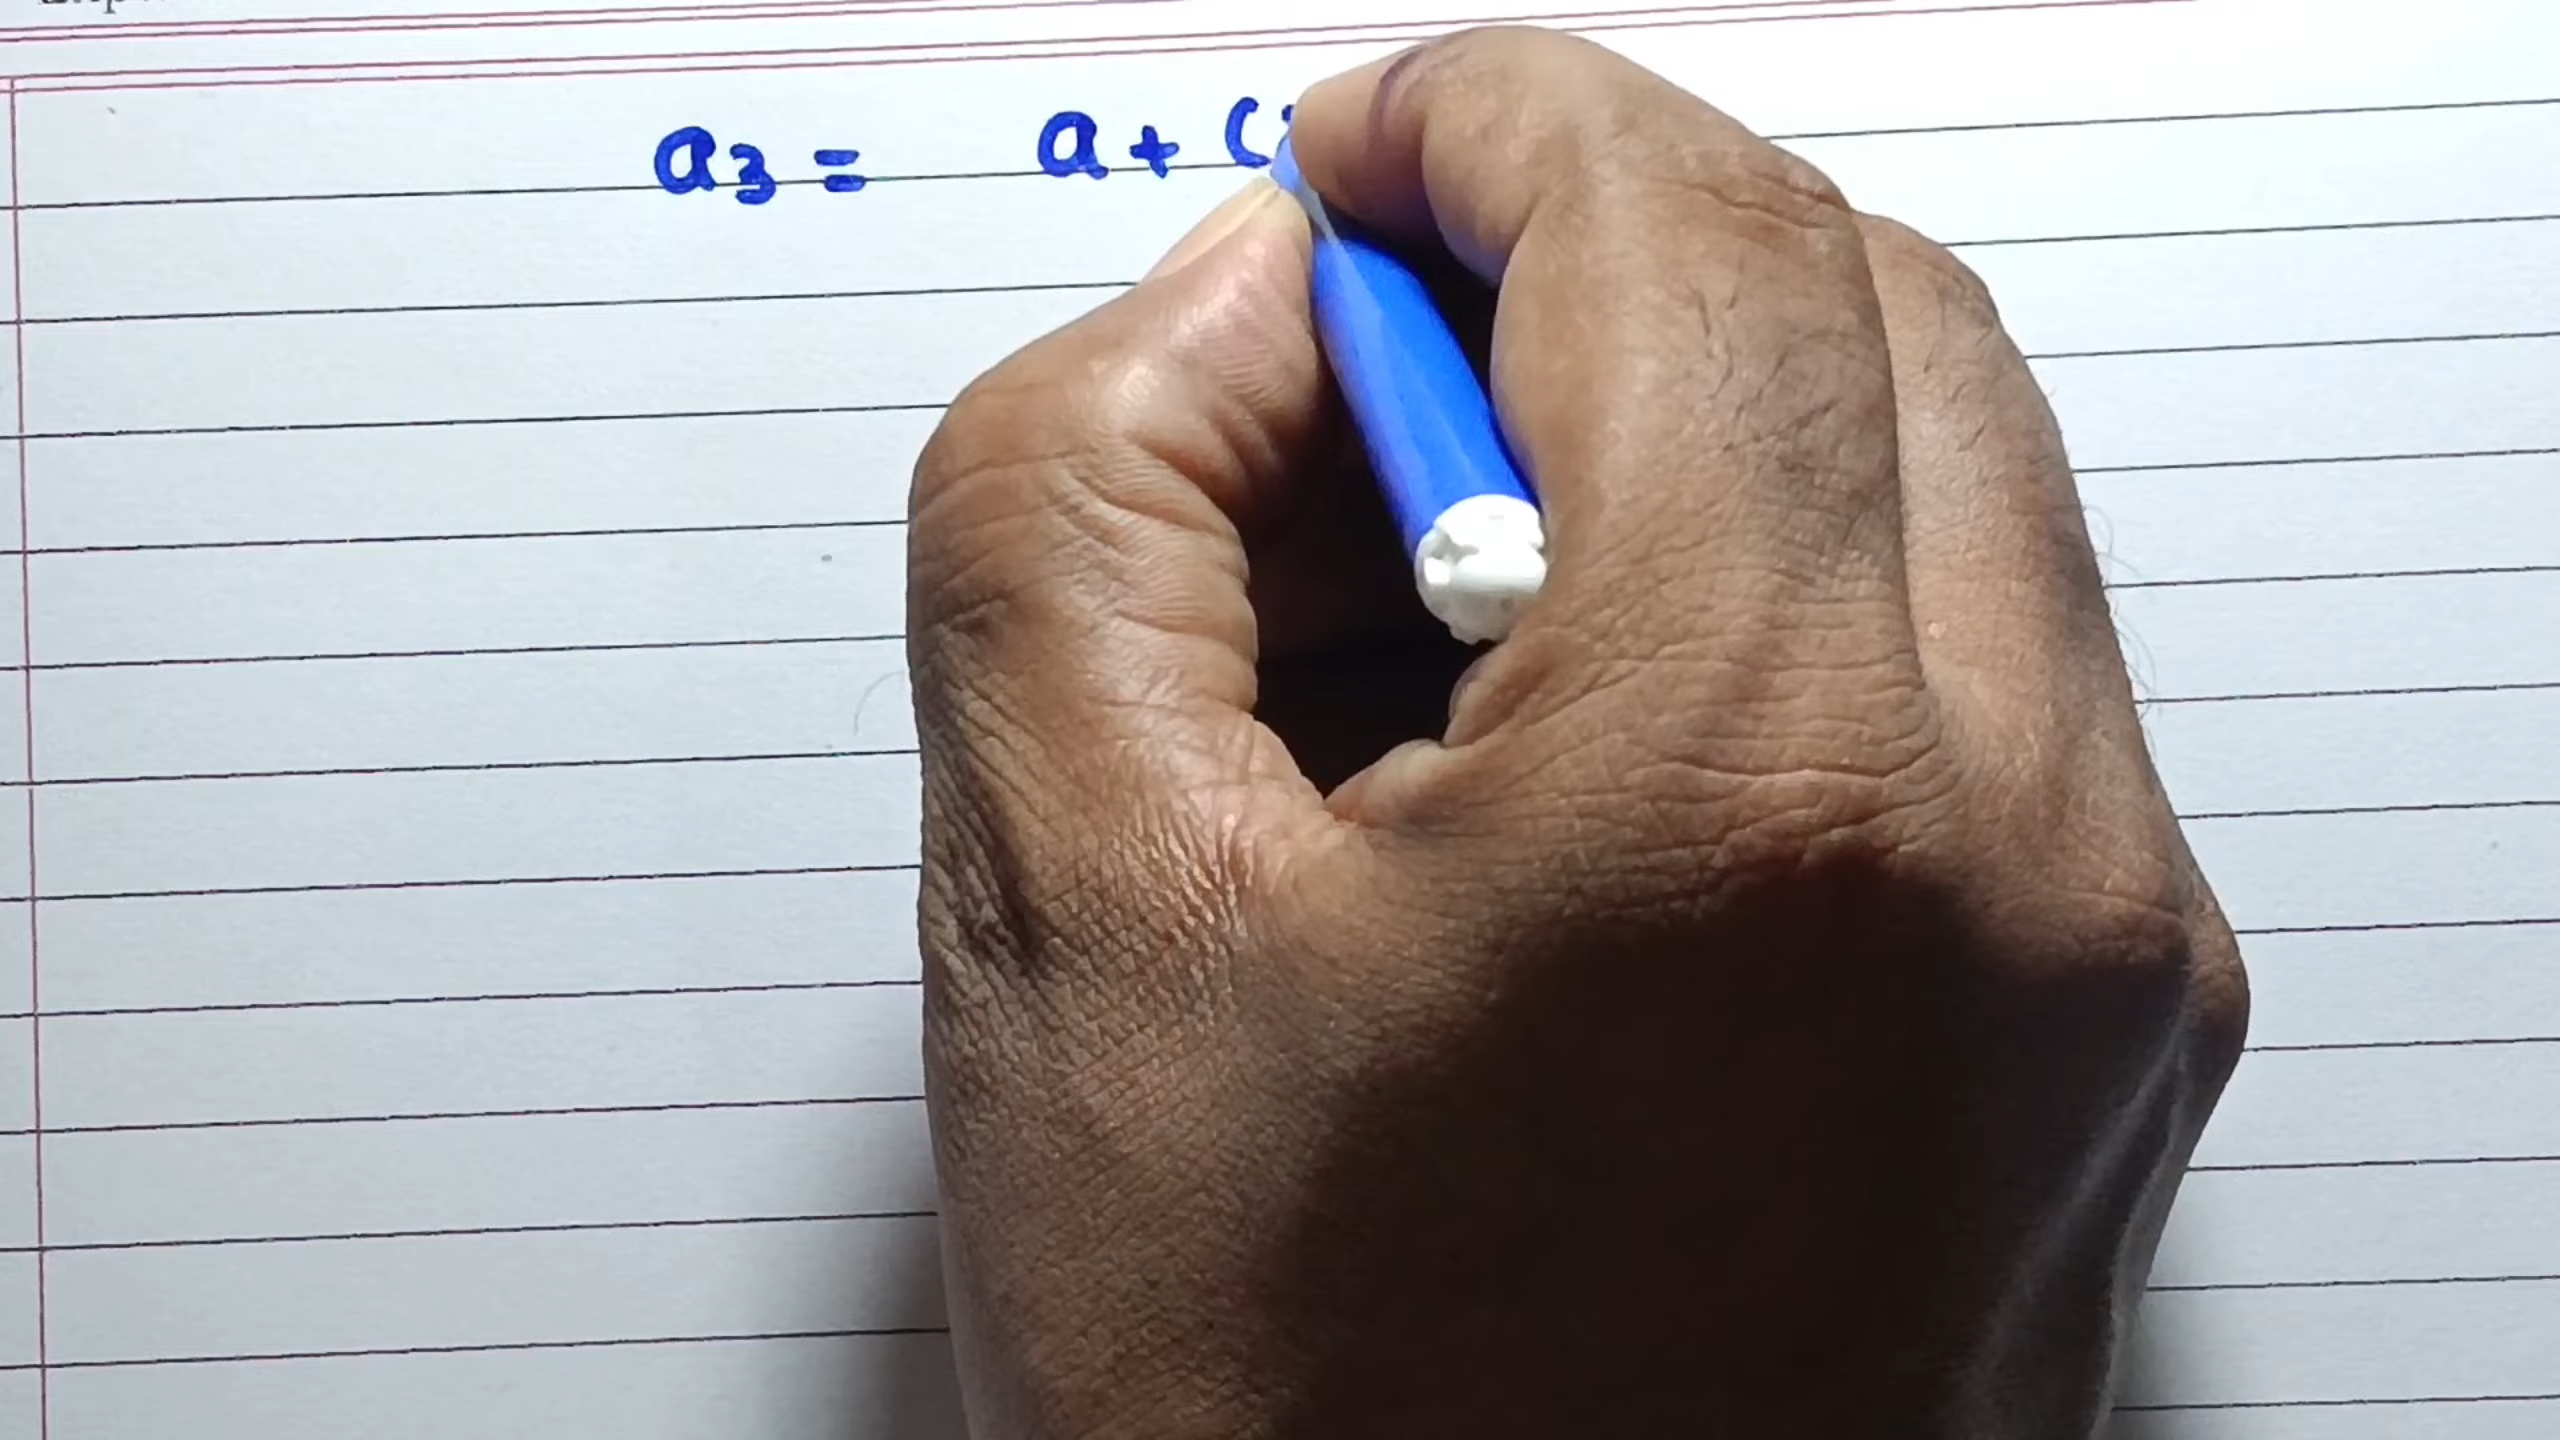 a3 = a + (